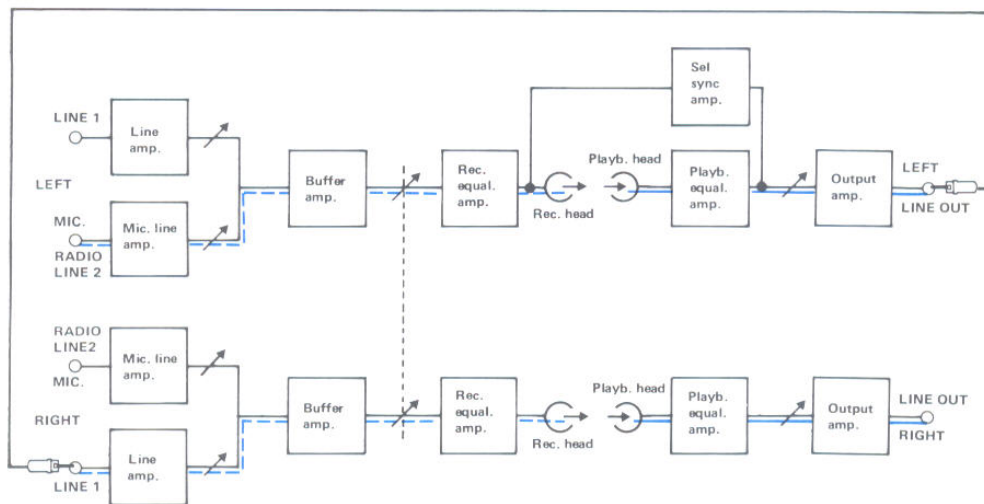 Sel
sync
amp.
LINE 1
Line
amp.
LEFT
Buffer
amp.
Rec.
equal.
amp.
Playb. head
Rec. head
Playb.
equal.
amp.
Output
amp.
LEFT
LINE OUT
MIC.
RADIO
LINE 2
Mic. line
amp.
RADIO
LINE2
MIC.
Mic. line
amp.
RIGHT
Buffer
amp.
Rec.
equal.
amp.
Playb. head
Rec. head
Playb.
equal.
amp.
Output
amp.
LINE OUT
RIGHT
LINE 1
Line
amp.